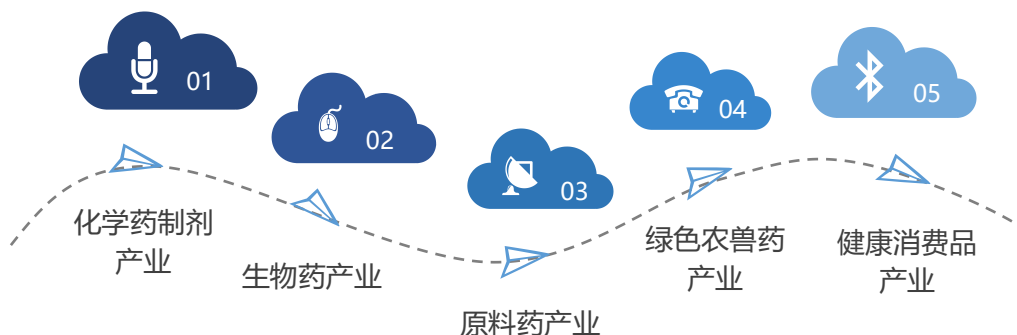 01
02
03
04
05
化学药制剂
产业
生物药产业
原料药产业
绿色农兽药
产业
健康消费品
产业